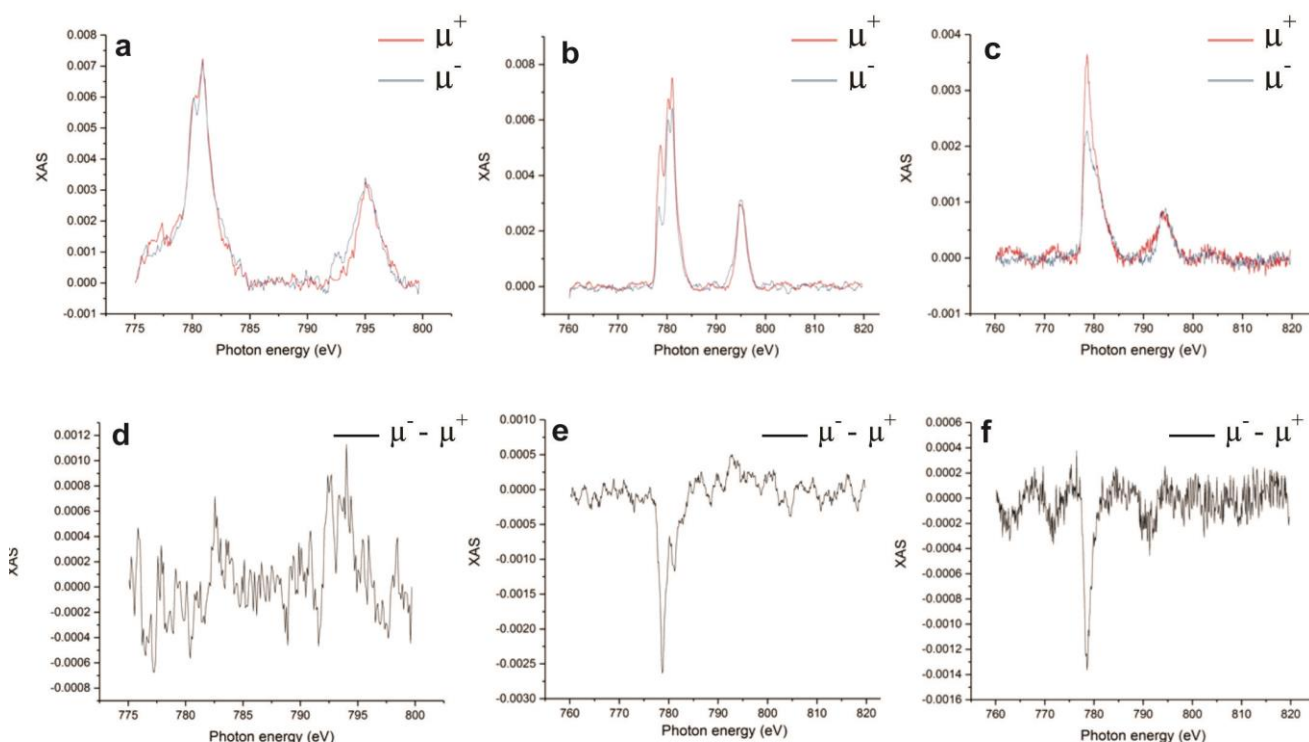 a
μ+
μ-
0.008
0.007
0.006
0.005
0.004
0.003
0.002
0.001
0.000
-0.001
XAS
775 780 785 790 795 800
Photon energy (eV)
b
μ+
μ-
0.008
0.006
0.004
0.002
0.000
XAS
760 770 780 790 800 810 820
Photon energy (eV)
c
μ+
μ-
0.004
0.003
0.002
0.001
0.000
-0.001
XAS
760 770 780 790 800 810 820
Photon energy (eV)
d
μ- - μ+
0.0012
0.0010
0.0008
0.0006
0.0004
0.0002
0.0000
-0.0002
-0.0004
-0.0006
-0.0008
XAS
775 780 785 790 795 800
Photon energy (eV)
e
μ- - μ+
0.0010
0.0005
0.0000
-0.0005
-0.0010
-0.0015
-0.0020
-0.0025
-0.0030
XAS
760 770 780 790 800 810 820
Photon energy (eV)
f
μ- - μ+
0.0006
0.0004
0.0002
0.0000
-0.0002
-0.0004
-0.0006
-0.0008
-0.0010
-0.0012
-0.0014
-0.0016
XAS
760 770 780 790 800 810 820
Photon energy (eV)